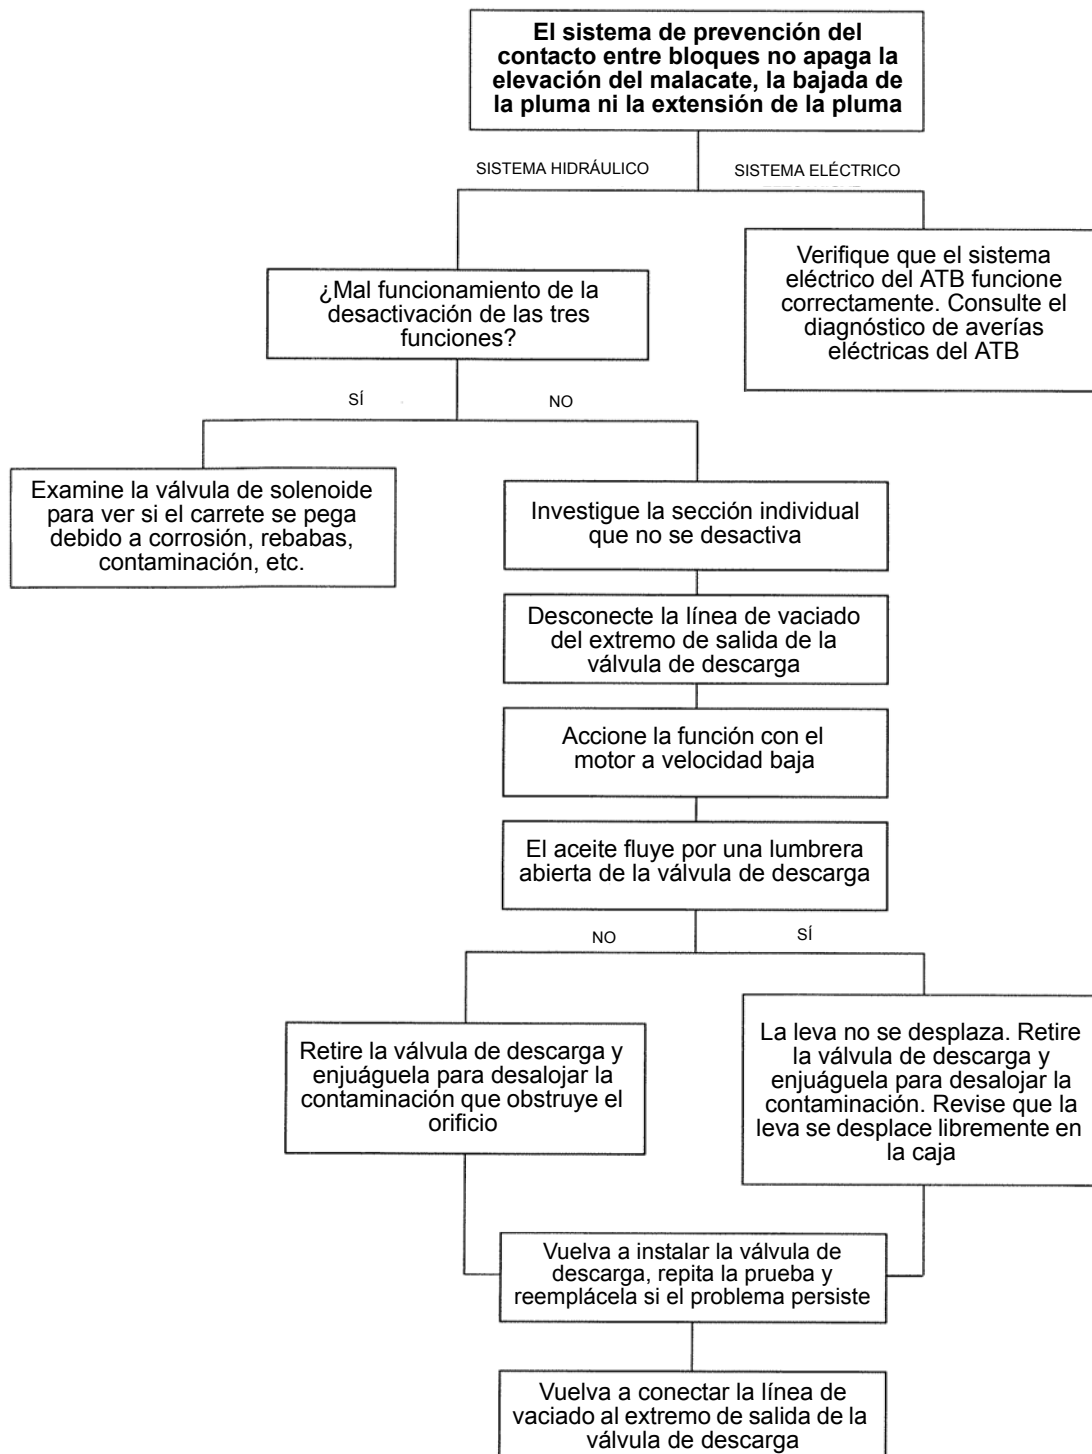 El sistema de prevención del
contacto entre bloques no apaga la
elevación del malacate, la bajada de
la pluma ni la extensión de la pluma
SISTEMA HIDRÁULICO
SISTEMA ELÉCTRICO
Verifique que el sistema
eléctrico del ATB funcione
correctamente. Consulte el
diagnóstico de averías
eléctricas del ATB
¿Mal funcionamiento de la
desactivación de las tres
funciones?
SÍ
NO
Examine la válvula de solenoide
para ver si el carrete se pega
debido a corrosión, rebabas,
contaminación, etc.
Investigue la sección individual
que no se desactiva
Desconecte la línea de vaciado
del extremo de salida de la
válvula de descarga
Accione la función con el
motor a velocidad baja
El aceite fluye por una lumbrera
abierta de la válvula de descarga
NO
SÍ
Retire la válvula de descarga y
enjuáguela para desalojar la
contaminación que obstruye el
orificio
La leva no se desplaza. Retire
la válvula de descarga y
enjuáguela para desalojar la
contaminación. Revise que la
leva se desplace libremente en
la caja
Vuelva a instalar la válvula de
descarga, repita la prueba y
reemplácela si el problema persiste
Vuelva a conectar la línea de
vaciado al extremo de salida de la
válvula de descarga